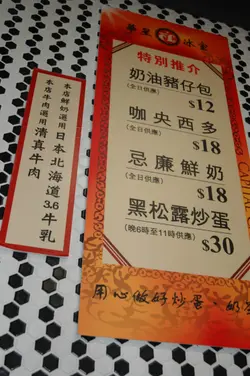 華星冰室
特別推介
奶油豬仔包
(全日供應)
$12
咖央西多
(全日供應)
$18
忌廉鮮奶
(全日供應)
$18
黑松露炒蛋
(晚6時至11時供應)
$30
用心做好炒蛋·奶
本店鮮奶選用日本北海道3.6牛乳
本店牛肉選用清真牛肉